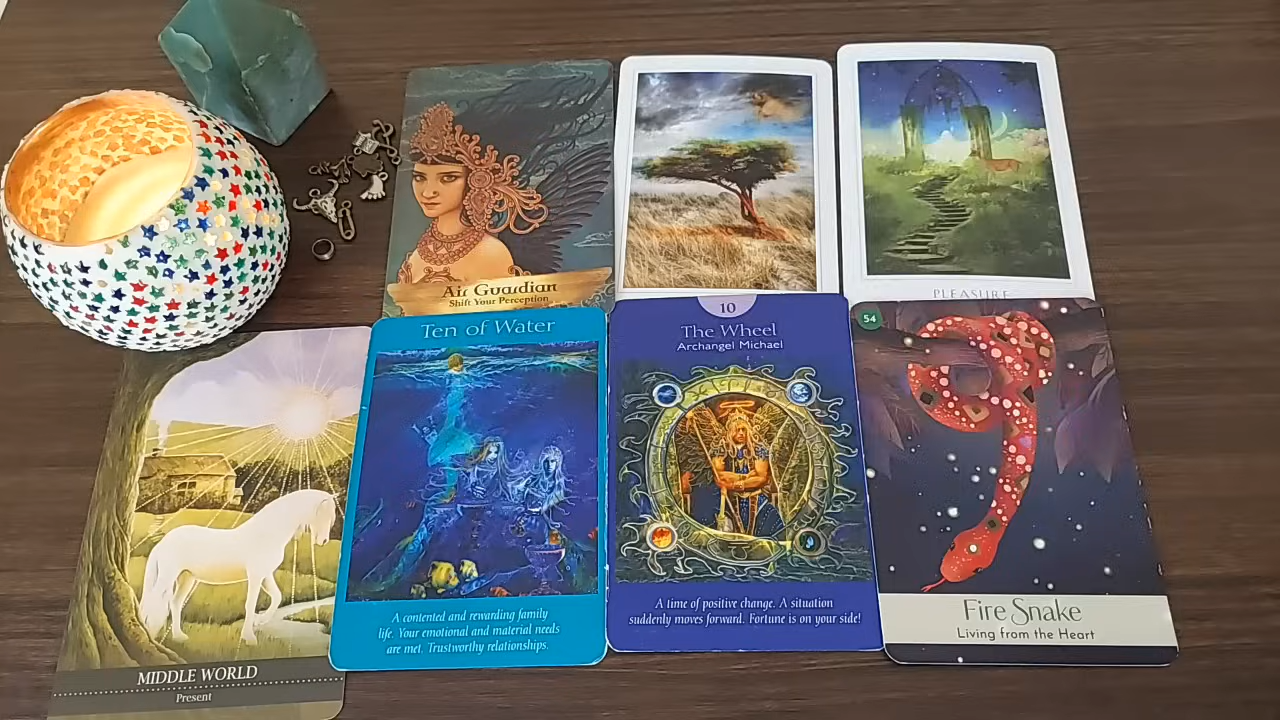 Air Guardian
Shift Your Perception
PLEASURE
Ten of Water
A contented and rewarding family
life. Your emotional and material needs
are met. Trustworthy relationships.
10
The Wheel
Archangel Michael
A time of positive change. A situation
suddenly moves forward. Fortune is on your side!
54
Fire Snake
Living from the Heart
MIDDLE WORLD
Present